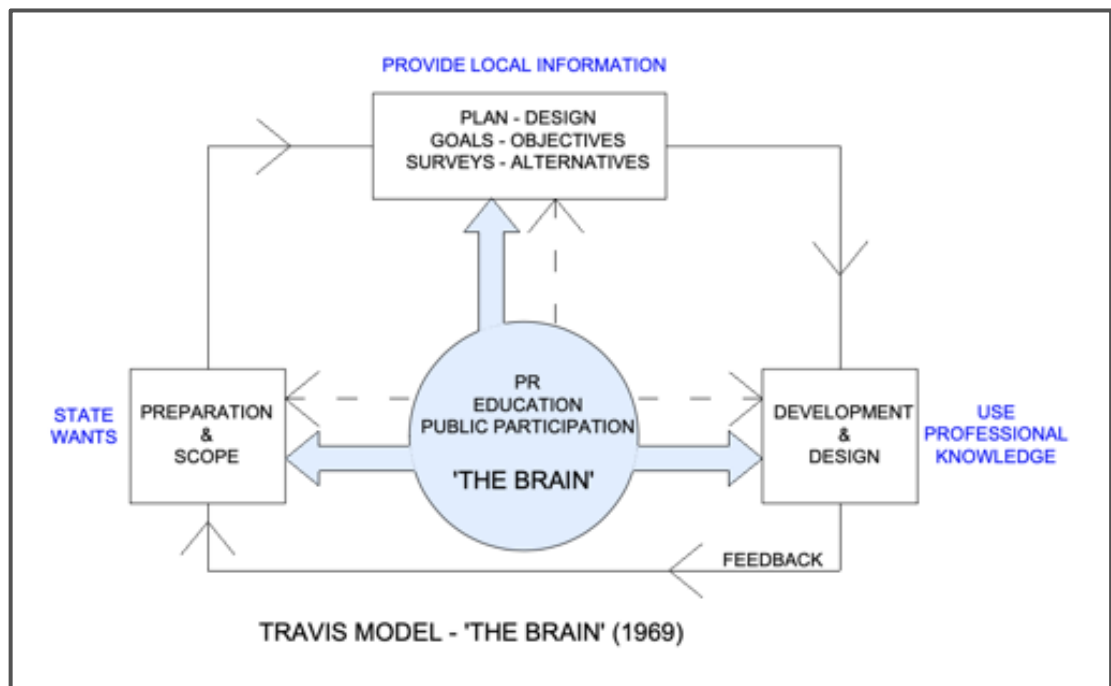 PROVIDE LOCAL INFORMATION
PLAN - DESIGN
GOALS - OBJECTIVES
SURVEYS - ALTERNATIVES
STATE
WANTS
PREPARATION
&
SCOPE
PR
EDUCATION
PUBLIC PARTICIPATION
'THE BRAIN'
DEVELOPMENT
&
DESIGN
USE
PROFESSIONAL
KNOWLEDGE
FEEDBACK
TRAVIS MODEL - 'THE BRAIN' (1969)